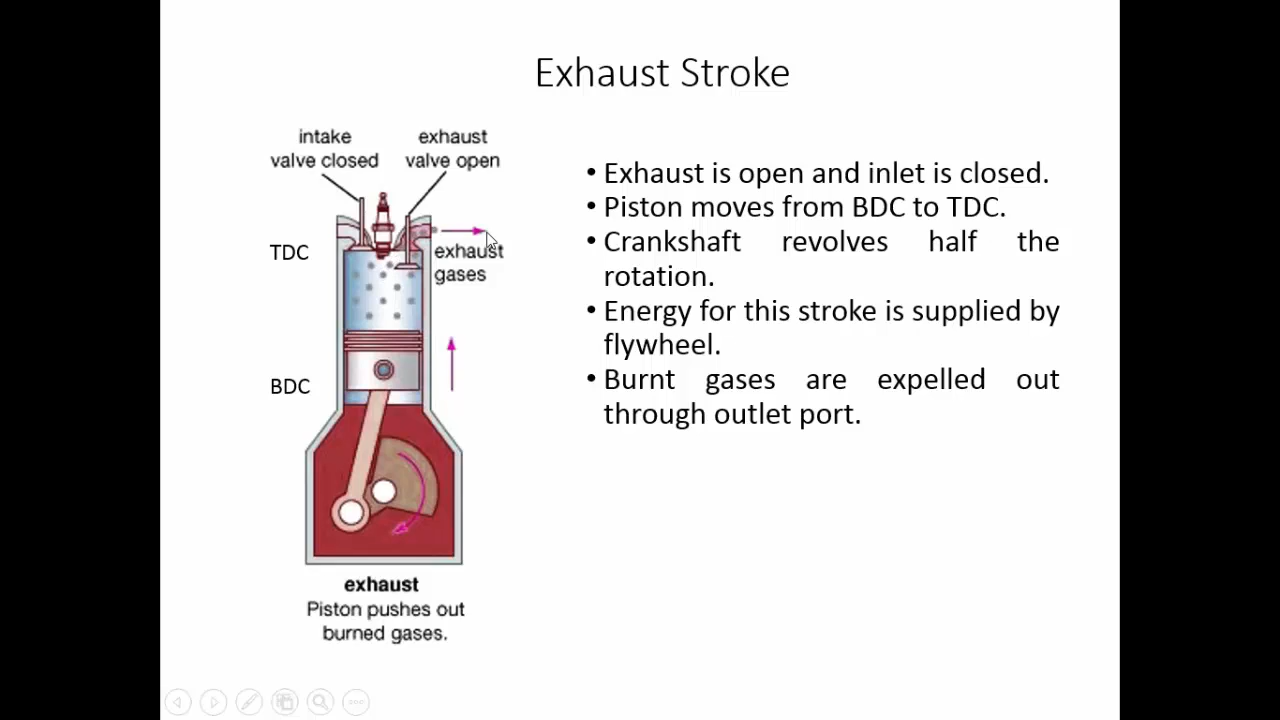 Exhaust Stroke
intake
valve closed
exhaust
valve open
TDC
exhaust
gases
BDC
exhaust
Piston pushes out
burned gases.
• Exhaust is open and inlet is closed.
• Piston moves from BDC to TDC.
• Crankshaft revolves half the
rotation.
• Energy for this stroke is supplied by
flywheel.
• Burnt gases are expelled out
through outlet port.